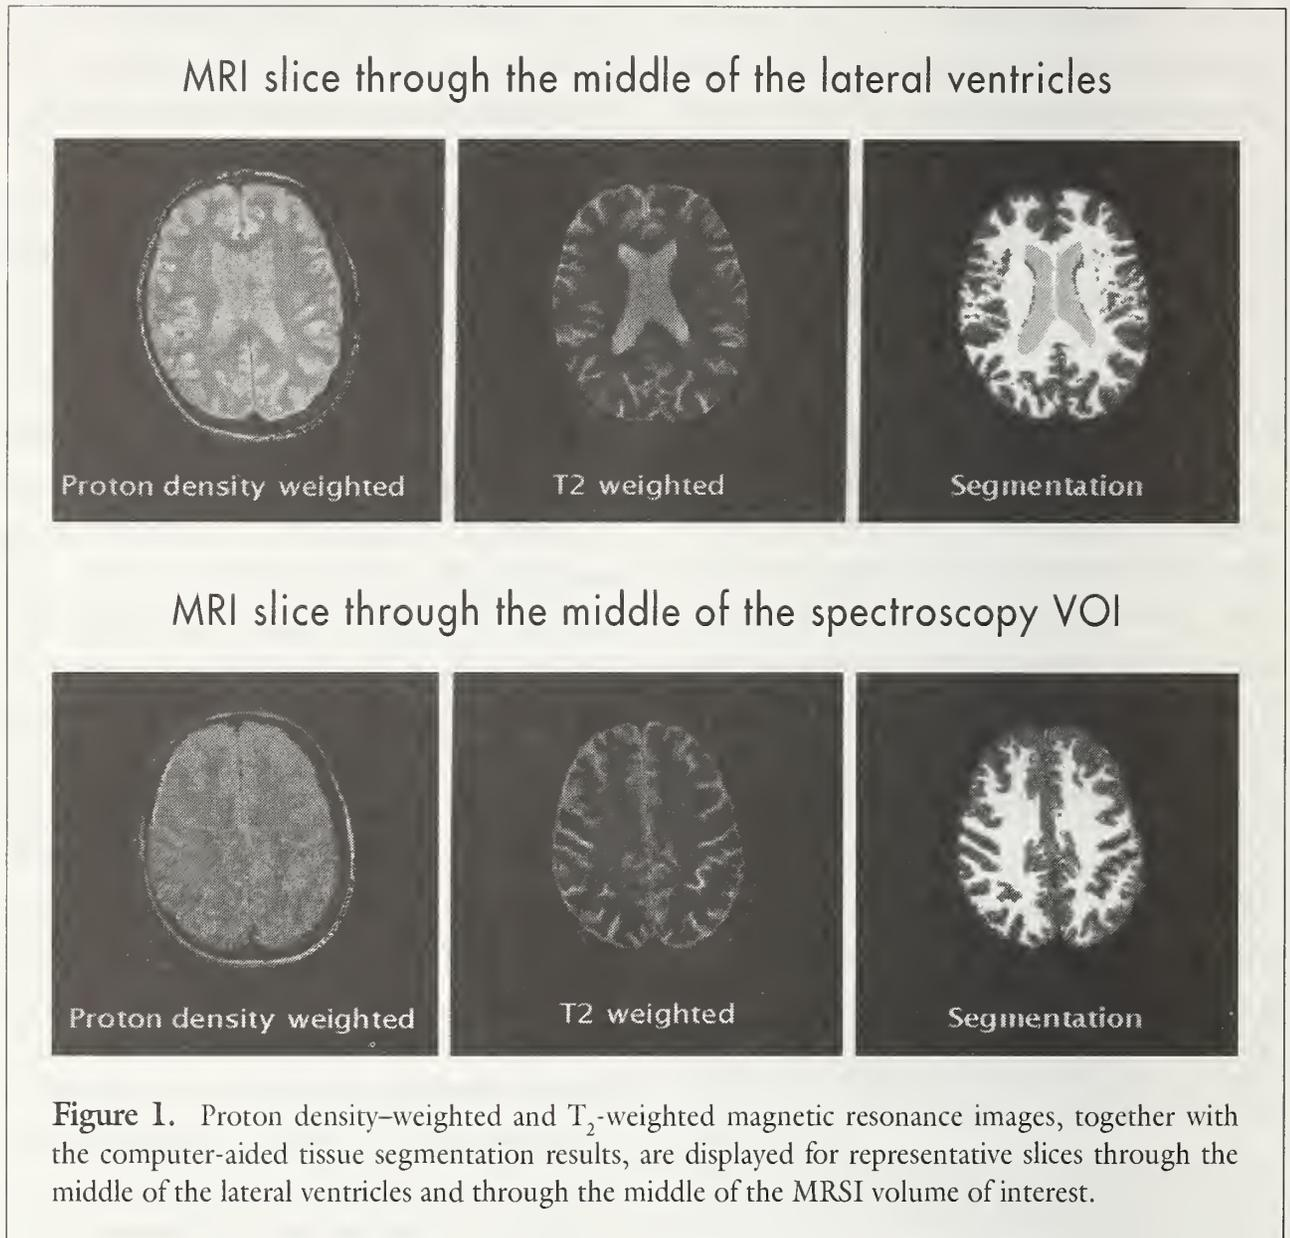 MRI slice through the middle of the lateral ventricles
Proton density weighted
T2 weighted
Segmentation
MRI slice through the middle of the spectroscopy VOI
Proton density weighted
T2 weighted
Segmentation
Figure 1. Proton density–weighted and T₂-weighted magnetic resonance images, together with
the computer-aided tissue segmentation results, are displayed for representative slices through the
middle of the lateral ventricles and through the middle of the MRSI volume of interest.